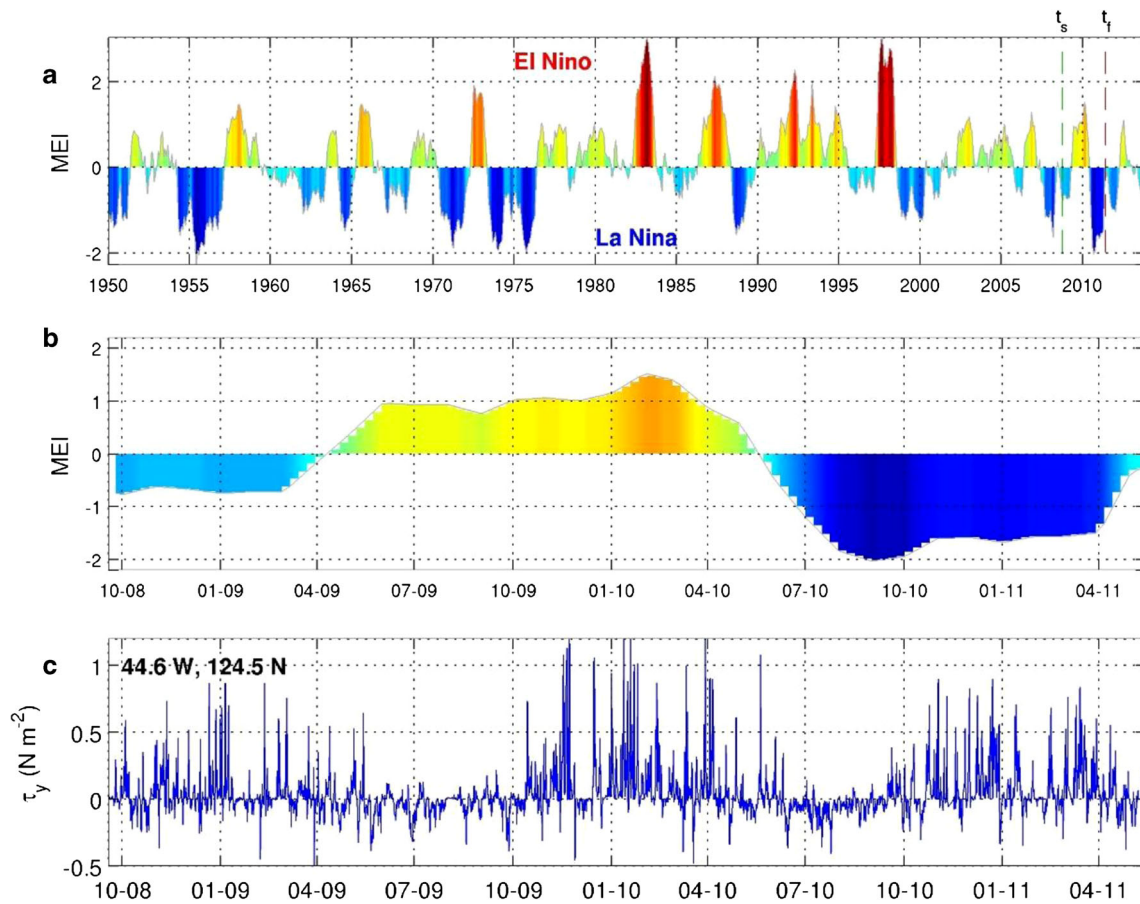 t_s t_f
a
El Nino
2
MEI
0
La Nina
-2
1950 1955 1960 1965 1970 1975 1980 1985 1990 1995 2000 2005 2010
b
2
1
MEI
0
-1
-2
10-08 01-09 04-09 07-09 10-09 01-10 04-10 07-10 10-10 01-11 04-11
c
44.6 W, 124.5 N
1
0.5
τ_y (N m⁻²)
0
-0.5
10-08 01-09 04-09 07-09 10-09 01-10 04-10 07-10 10-10 01-11 04-11